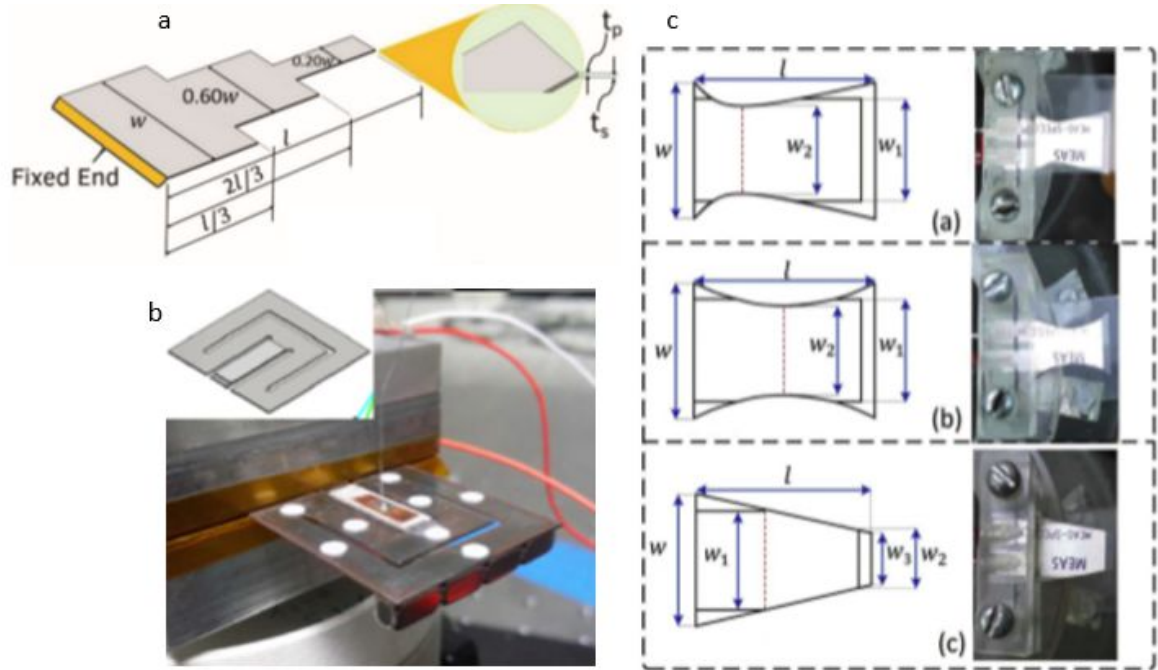 a
t_p
0.20w
0.60w
w
l
t_s
Fixed End
2l/3
l/3
b
c
l
w
w_2
w_1
(a)
MEAS
l
w
w_2
w_1
(b)
MEAS
l
w
w_1
w_3
w_2
(c)
MEAS